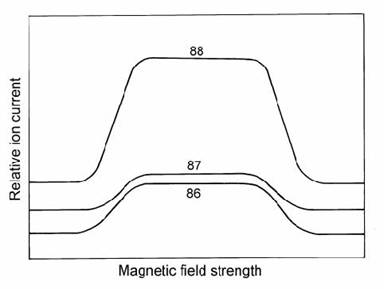 88
87
86
Relative ion current
Magnetic field strength